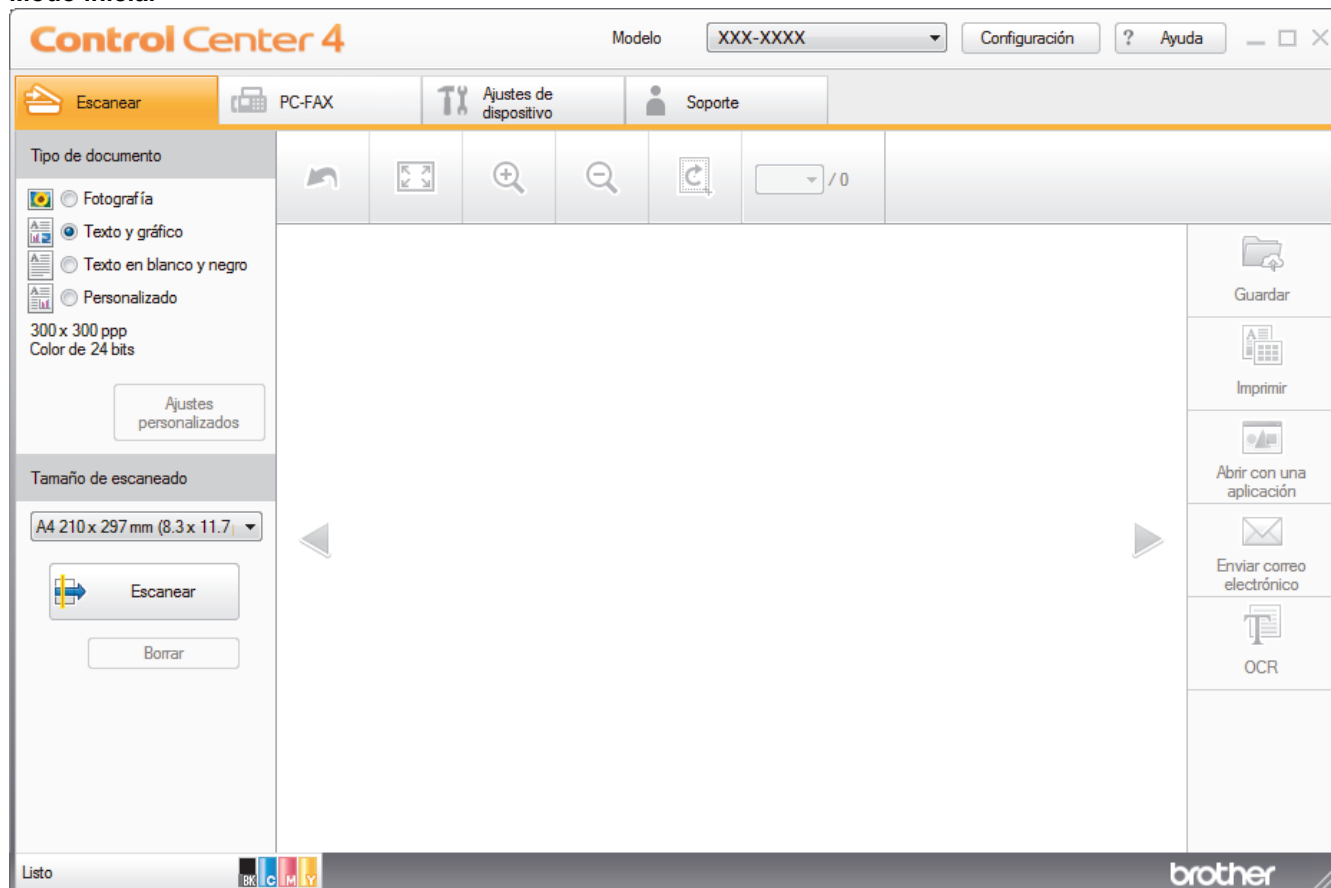 Control Center 4
Modelo
XXX-XXXX
Configuración
? Ayuda
Escanear
PC-FAX
Ajustes de
dispositivo
Soporte
Tipo de documento
/ 0
Fotografía
Texto y gráfico
Texto en blanco y negro
Personalizado
300 x 300 ppp
Color de 24 bits
Ajustes
personalizados
Tamaño de escaneado
A4 210 x 297 mm (8.3 x 11.7
Escanear
Borrar
Guardar
Imprimir
Abrir con una
aplicación
Enviar correo
electrónico
OCR
Listo
BK C M Y
brother